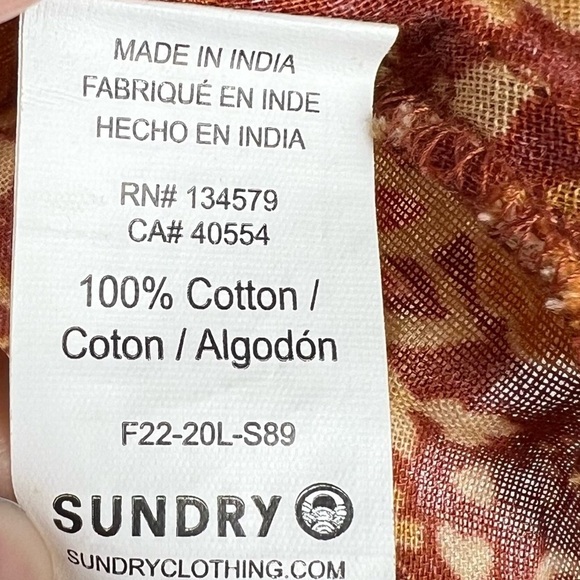 MADE IN INDIA
FABRIQUÉ EN INDE
HECHO EN INDIA
RN# 134579
CA# 40554
100% Cotton /
Coton / Algodón
F22-20L-S89
SUNDRY
SUNDRYCLOTHING.COM